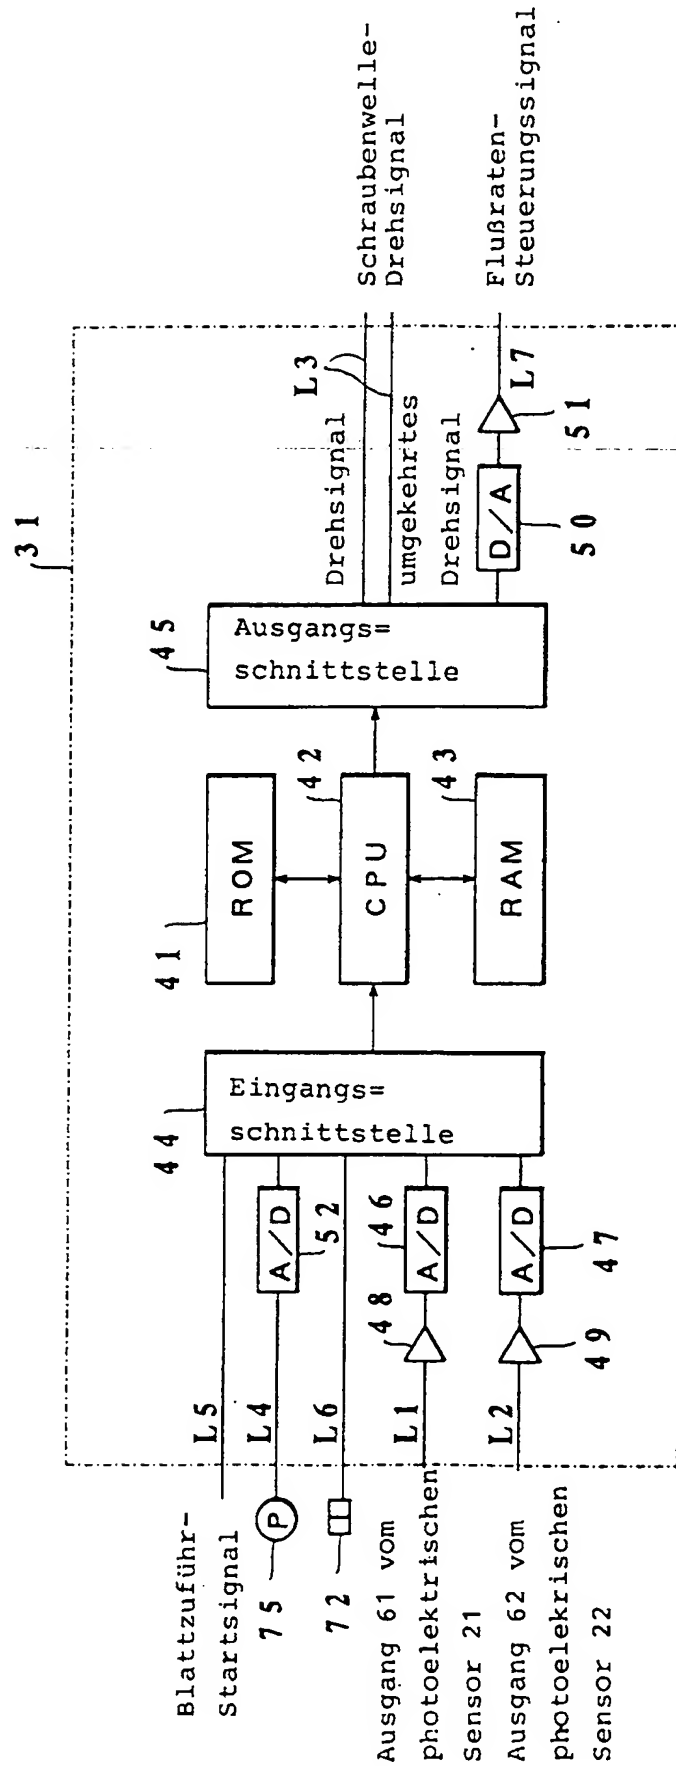 31
Blattzuführ-
Startsignal
L5
75
P
L4
A/D
52
72
L6
Ausgang 61 vom
photoelektrischen
Sensor 21
L1
48
A/D
46
Ausgang 62 vom
photoelekrischen
Sensor 22
L2
49
A/D
47
44
Eingangs=
schnittstelle
41
ROM
CPU
42
RAM
43
45
Ausgangs=
schnittstelle
Drehsignal
umgekehrtes
Drehsignal
L3
Schraubenwelle-
Drehsignal
D/A
50
51
L7
Flußraten-
Steuerungssignal